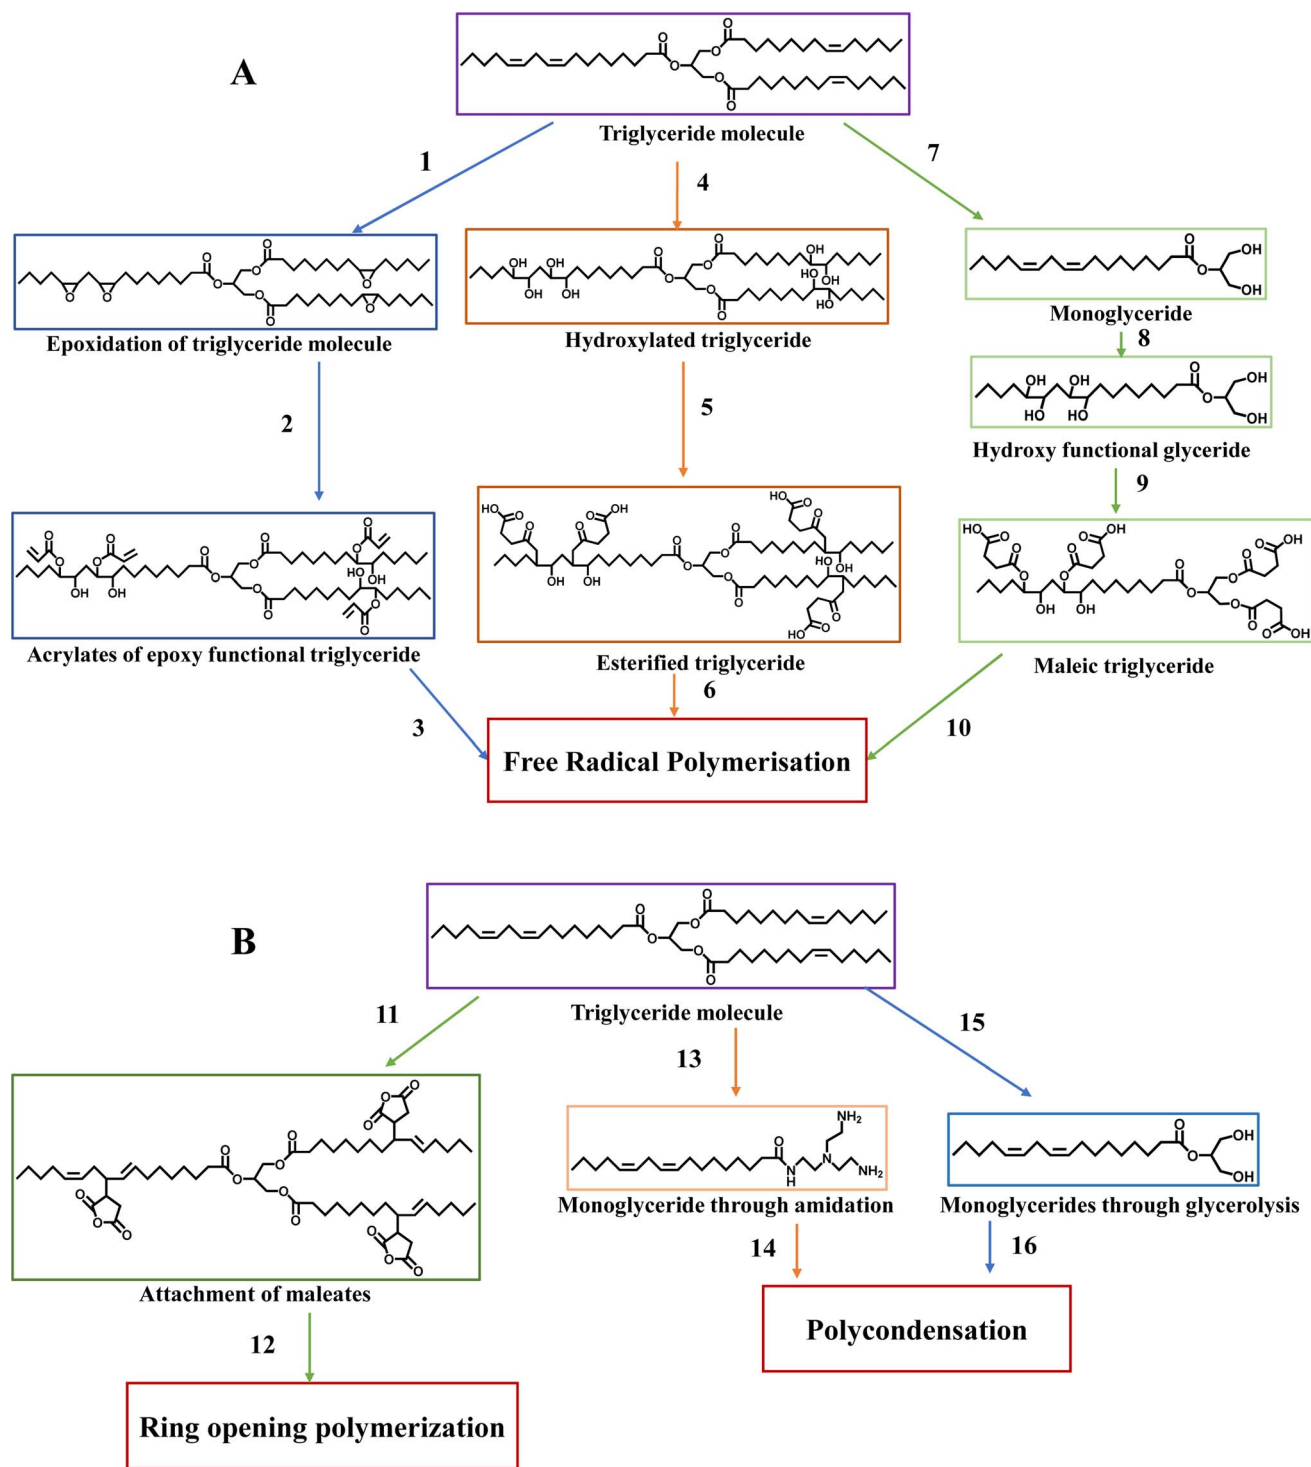 A
Triglyceride molecule
1
4
7
Epoxidation of triglyceride molecule
Hydroxylated triglyceride
Monoglyceride
8
Hydroxy functional glyceride
2
5
9
Acrylates of epoxy functional triglyceride
Esterified triglyceride
Maleic triglyceride
3
6
10
Free Radical Polymerisation
B
Triglyceride molecule
11
13
15
Attachment of maleates
Monoglyceride through amidation
Monoglycerides through glycerolysis
12
14
16
Polycondensation
Ring opening polymerization